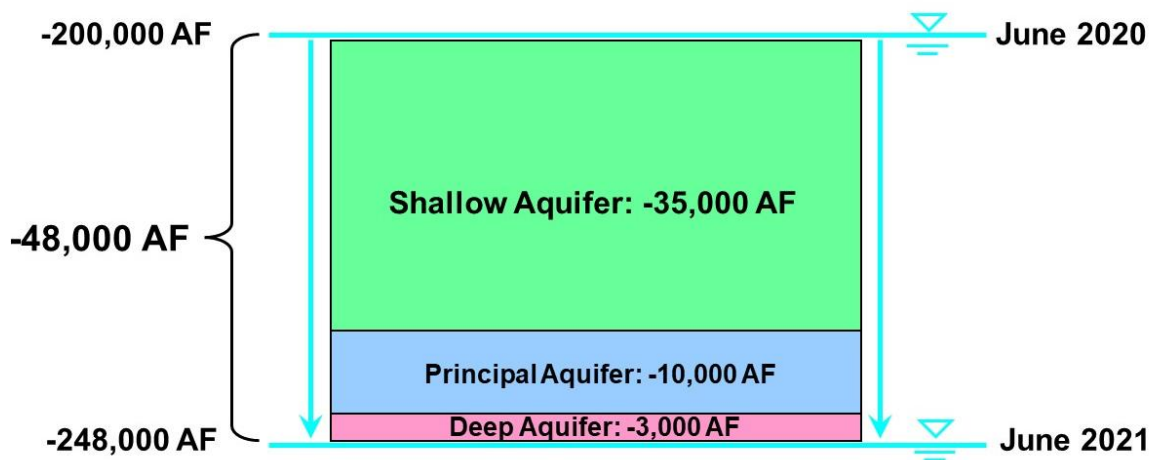 -200,000 AF
June 2020
Shallow Aquifer: -35,000 AF
-48,000 AF
Principal Aquifer: -10,000 AF
Deep Aquifer: -3,000 AF
-248,000 AF
June 2021